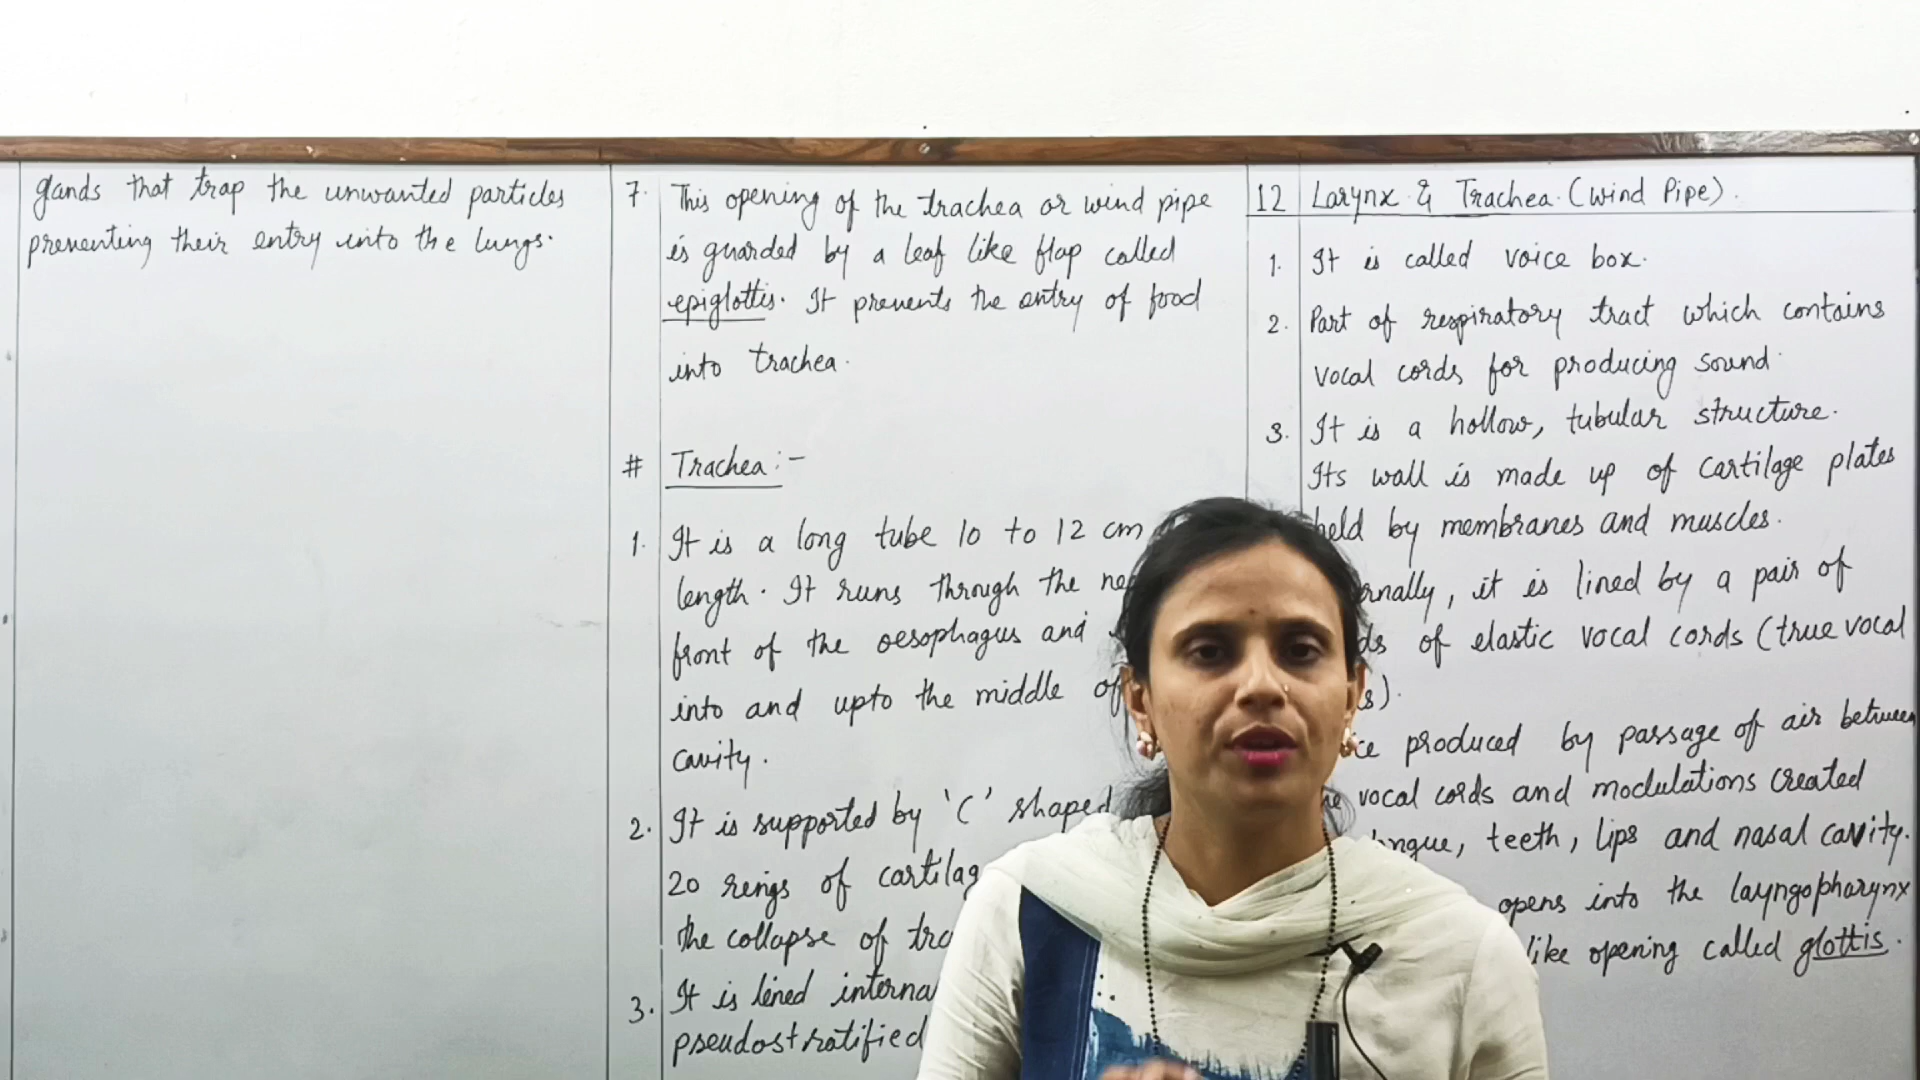 glands that trap the unwanted particles
preventing their entry into the lungs.
7. This opening of the trachea or wind pipe
is guarded by a leaf like flap called
epiglottis. It prevents the entry of food
into trachea.
# Trachea :-
1. It is a long tube 10 to 12 cm
length. It runs through the
front of the oesophagus and
into and upto the middle of
cavity.
2. It is supported by 'C' shaped
20 rings of
the collapse of
3. It is lined
pseudostratified
12 Larynx & Trachea. (Wind Pipe).
1. It is called voice box.
2. Part of respiratory tract which contains
vocal cords for producing sound.
3. It is a hollow, tubular structure.
Its wall is made up of cartilage plates
held by membranes and muscles.
it is lined by a pair of
of elastic vocal cords (true vocal
produced by passage of air between
vocal cords and modulations created
teeth, lips and nasal cavity.
opens into the layngopharynx
like opening called glottis.